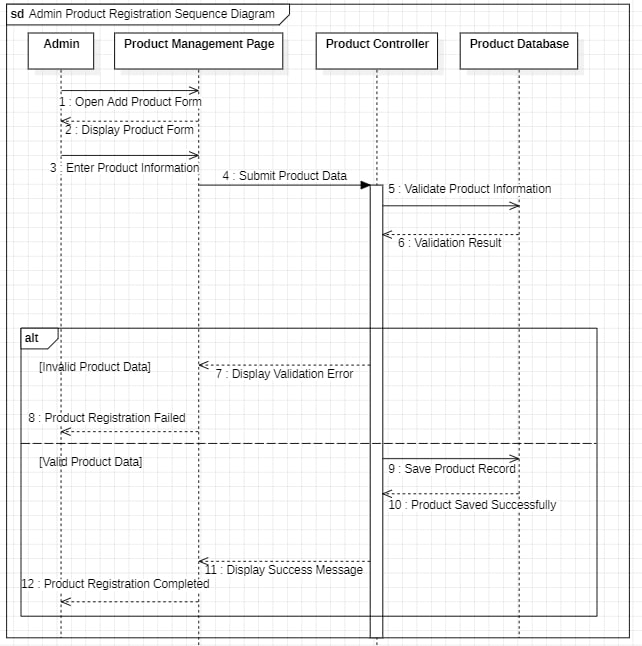 sd Admin Product Registration Sequence Diagram
Admin
Product Management Page
Product Controller
Product Database
1 : Open Add Product Form
2 : Display Product Form
3 : Enter Product Information
4 : Submit Product Data
5 : Validate Product Information
6 : Validation Result
alt
[Invalid Product Data]
7 : Display Validation Error
8 : Product Registration Failed
[Valid Product Data]
9 : Save Product Record
10 : Product Saved Successfully
11 : Display Success Message
12 : Product Registration Completed